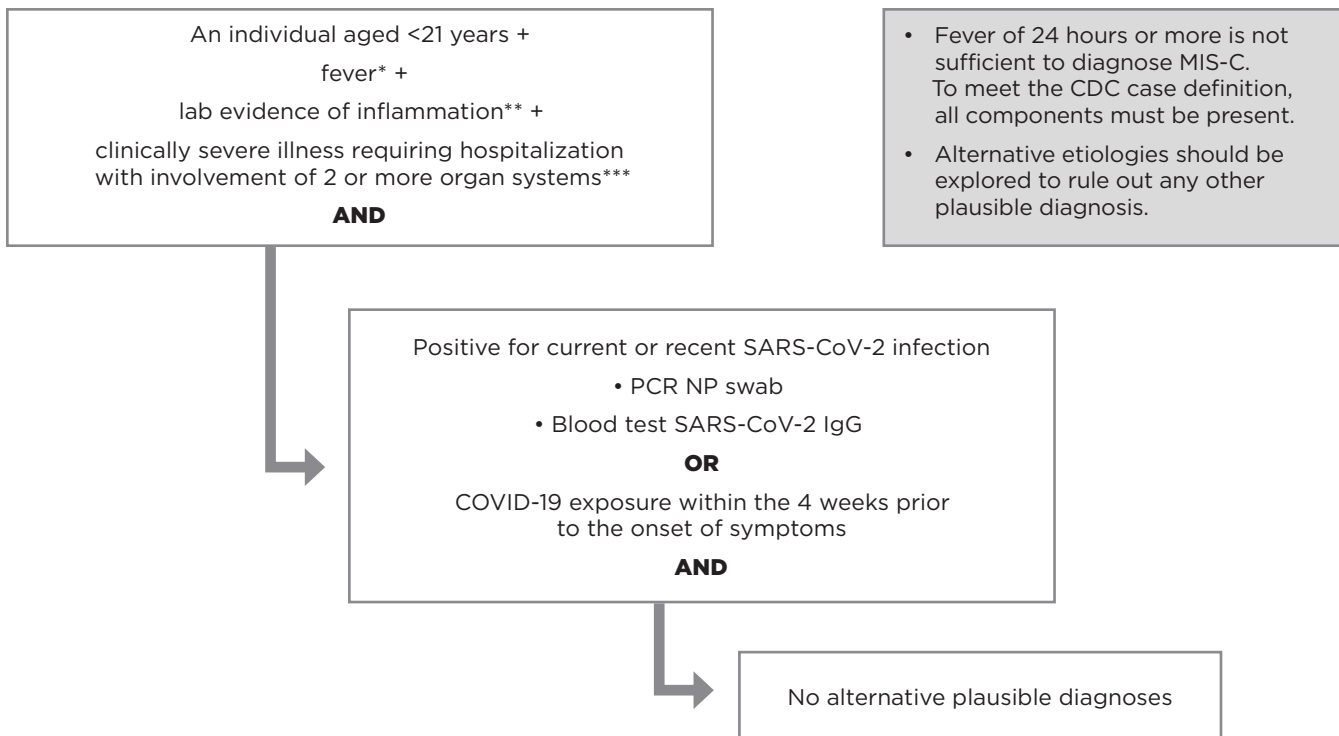 An individual aged <21 years +
fever* +
lab evidence of inflammation** +
clinically severe illness requiring hospitalization
with involvement of 2 or more organ systems***
AND
• Fever of 24 hours or more is not
sufficient to diagnose MIS-C.
To meet the CDC case definition,
all components must be present.
• Alternative etiologies should be
explored to rule out any other
plausible diagnosis.
Positive for current or recent SARS-CoV-2 infection
• PCR NP swab
• Blood test SARS-CoV-2 IgG
OR
COVID-19 exposure within the 4 weeks prior
to the onset of symptoms
AND
No alternative plausible diagnoses